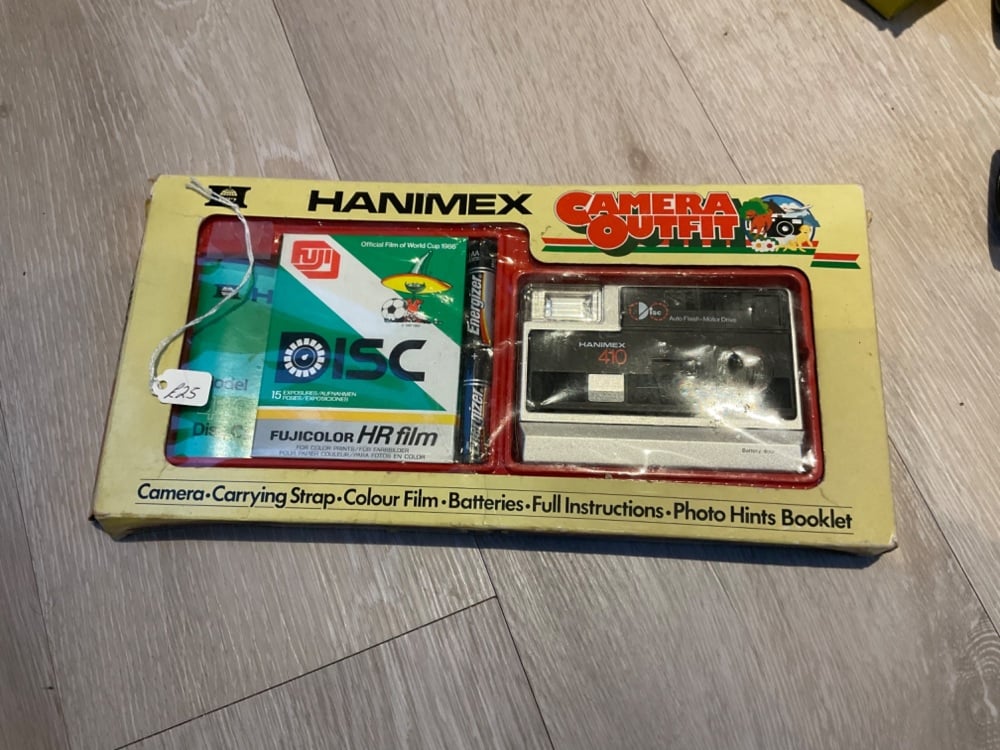 HANIMEX
CAMERA
OUTFIT
FUJI
Official Film of World Cup 1986
DISC
15 EXPOSURES/AUFNAHMEN
POSES/EXPOSICIONES
FUJICOLOR HR film
FOR COLOR PRINTS/FÜR FARBBILDER
POUR PAPIER COULEUR/PARA FOTOS EN COLOR
AA
Energizer
Energizer
£25
Disc
Auto Flash-Motor Drive
HANIMEX
410
Camera•Carrying Strap•Colour Film•Batteries•Full Instructions•Photo Hints Booklet